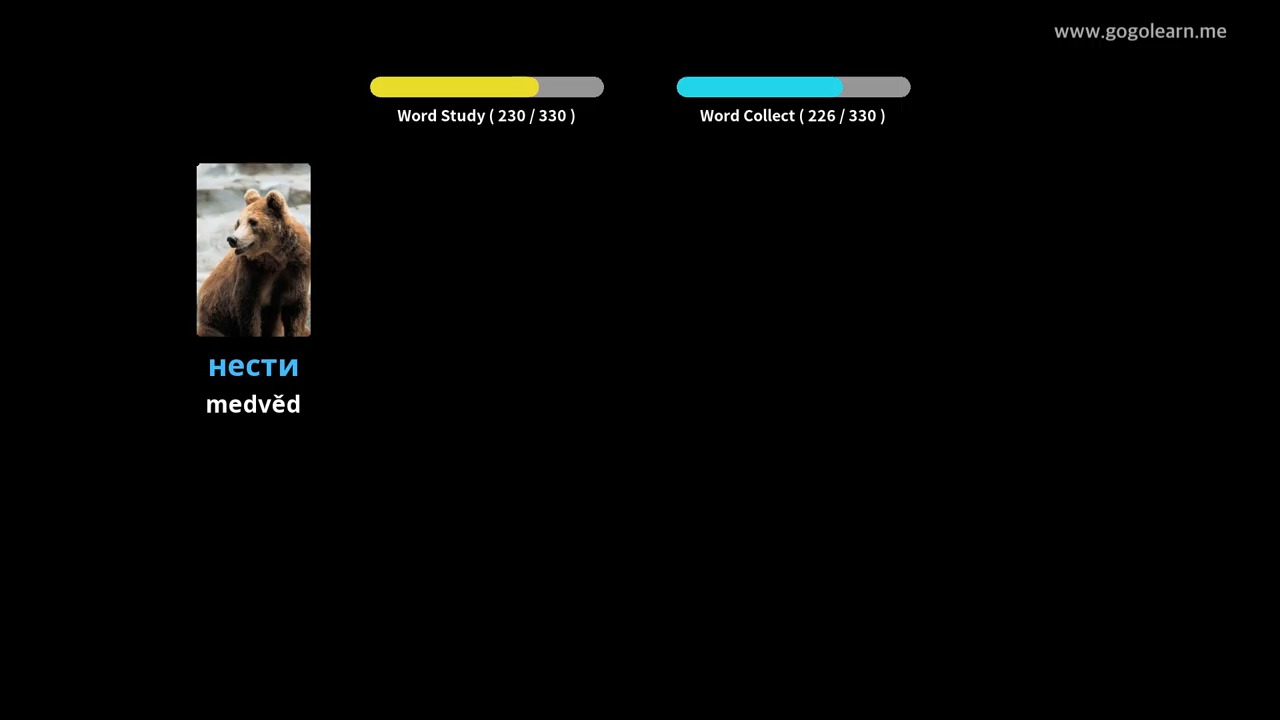 www.gogolearn.me
Word Study ( 230 / 330 )
Word Collect ( 226 / 330 )
нести
medvěd